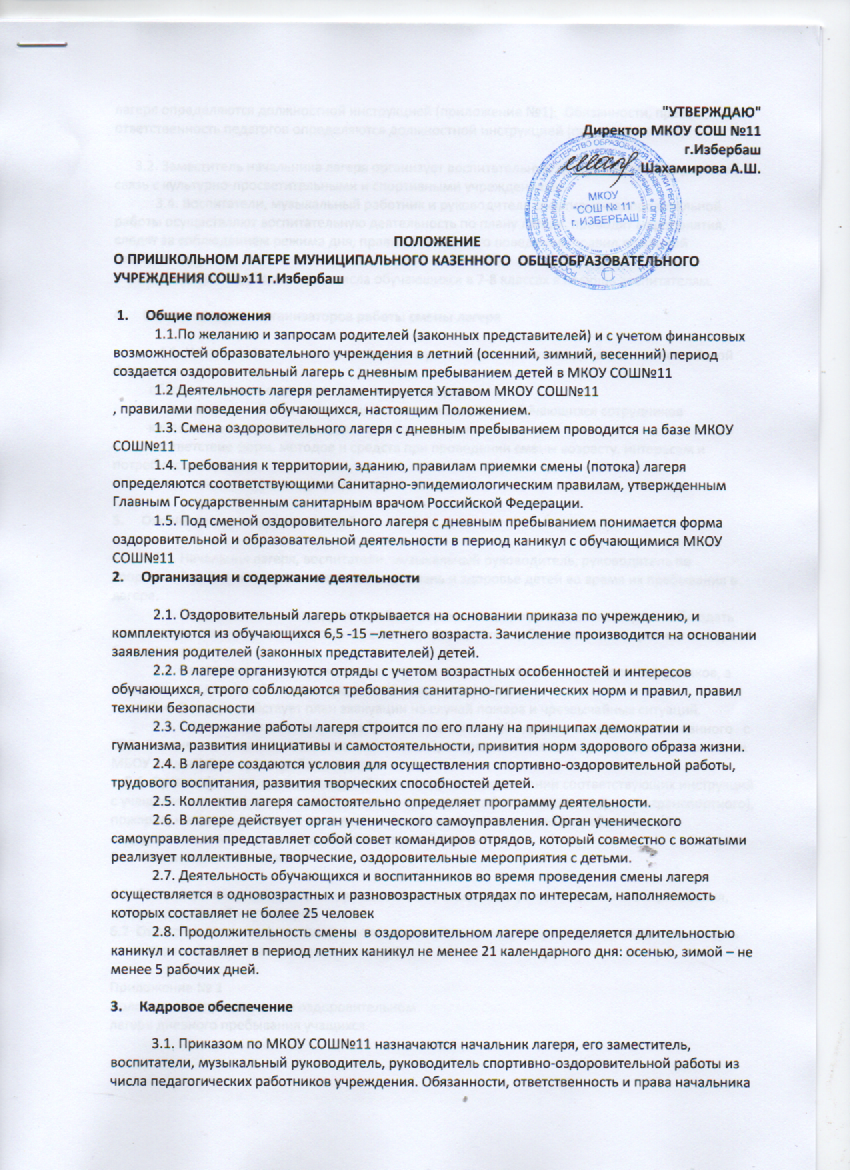 "УТВЕРЖДАЮ"
Директор МКОУ СОШ №11
г.Избербаш
Шахамирова А.Ш.
МКОУ
"СОШ № 11"
г. ИЗБЕРБАШ
ПОЛОЖЕНИЕ
О ПРИШКОЛЬНОМ ЛАГЕРЕ МУНИЦИПАЛЬНОГО КАЗЕННОГО ОБЩЕОБРАЗОВАТЕЛЬНОГО
УЧРЕЖДЕНИЯ СОШ»11 г.Избербаш
1. Общие положения
1.1.По желанию и запросам родителей (законных представителей) и с учетом финансовых
возможностей образовательного учреждения в летний (осенний, зимний, весенний) период
создается оздоровительный лагерь с дневным пребыванием детей в МКОУ СОШ№11
1.2 Деятельность лагеря регламентируется Уставом МКОУ СОШ№11
, правилами поведения обучающихся, настоящим Положением.
1.3. Смена оздоровительного лагеря с дневным пребыванием проводится на базе МКОУ
СОШ№11
1.4. Требования к территории, зданию, правилам приемки смены (потока) лагеря
определяются соответствующими Санитарно-эпидемиологическим правилам, утвержденным
Главным Государственным санитарным врачом Российской Федерации.
1.5. Под сменой оздоровительного лагеря с дневным пребыванием понимается форма
оздоровительной и образовательной деятельности в период каникул с обучающимися МКОУ
СОШ№11
2. Организация и содержание деятельности
2.1. Оздоровительный лагерь открывается на основании приказа по учреждению, и
комплектуются из обучающихся 6,5 -15 –летнего возраста. Зачисление производится на основании
заявления родителей (законных представителей) детей.
2.2. В лагере организуются отряды с учетом возрастных особенностей и интересов
обучающихся, строго соблюдаются требования санитарно-гигиенических норм и правил, правил
техники безопасности
2.3. Содержание работы лагеря строится по его плану на принципах демократии и
гуманизма, развития инициативы и самостоятельности, привития норм здорового образа жизни.
2.4. В лагере создаются условия для осуществления спортивно-оздоровительной работы,
трудового воспитания, развития творческих способностей детей.
2.5. Коллектив лагеря самостоятельно определяет программу деятельности.
2.6. В лагере действует орган ученического самоуправления. Орган ученического
самоуправления представляет собой совет командиров отрядов, который совместно с вожатыми
реализует коллективные, творческие, оздоровительные мероприятия с детьми.
2.7. Деятельность обучающихся и воспитанников во время проведения смены лагеря
осуществляется в одновозрастных и разновозрастных отрядах по интересам, наполняемость
которых составляет не более 25 человек
2.8. Продолжительность смены в оздоровительном лагере определяется длительностью
каникул и составляет в период летних каникул не менее 21 календарного дня: осенью, зимой – не
менее 5 рабочих дней.
3. Кадровое обеспечение
3.1. Приказом по МКОУ СОШ№11 назначаются начальник лагеря, его заместитель,
воспитатели, музыкальный руководитель, руководитель спортивно-оздоровительной работы из
числа педагогических работников учреждения. Обязанности, ответственность и права начальника